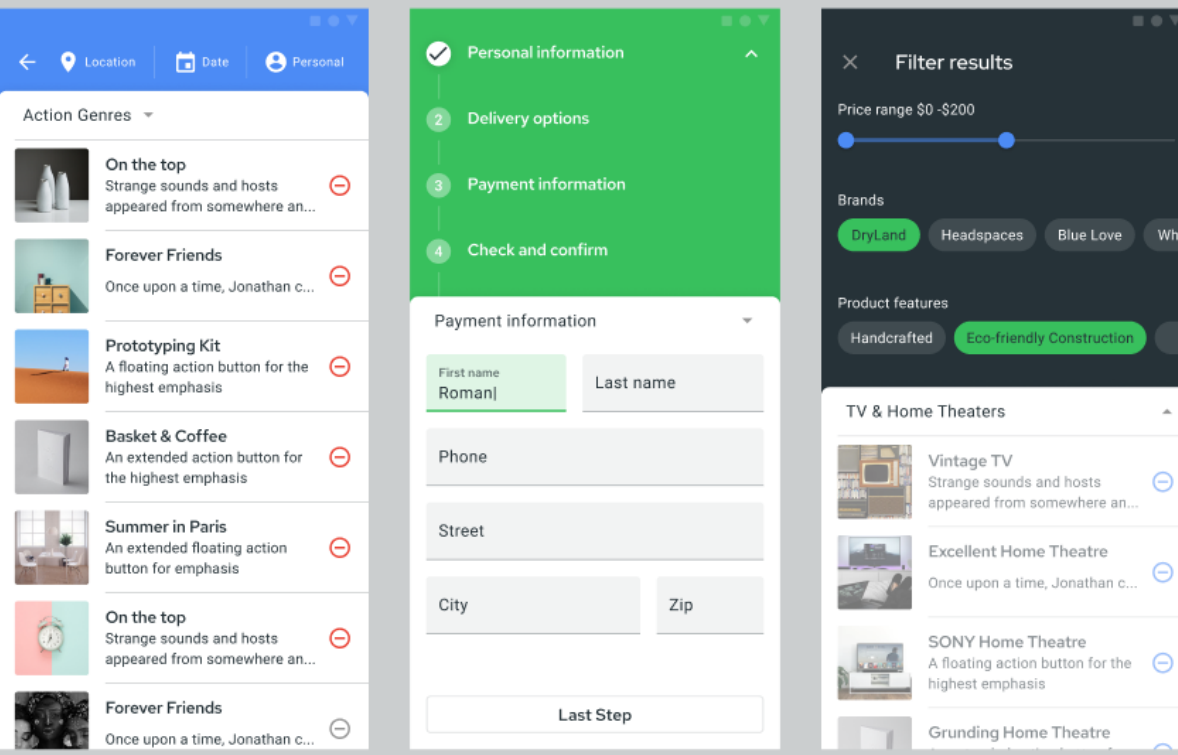 Location
Date
Personal
Action Genres
On the top
Strange sounds and hosts
appeared from somewhere an...
Forever Friends
Once upon a time, Jonathan c...
Prototyping Kit
A floating action button for the
highest emphasis
Basket & Coffee
An extended action button for
the highest emphasis
Summer in Paris
An extended floating action
button for emphasis
On the top
Strange sounds and hosts
appeared from somewhere an...
Forever Friends
Once upon a time, Jonathan c...
Personal information
2
Delivery options
3
Payment information
4
Check and confirm
Payment information
First name
Roman
Last name
Phone
Street
City
Zip
Last Step
Filter results
Price range $0 -$200
Brands
DryLand
Headspaces
Blue Love
Wh
Product features
Handcrafted
Eco-friendly Construction
TV & Home Theaters
Vintage TV
Strange sounds and hosts
appeared from somewhere an...
Excellent Home Theatre
Once upon a time, Jonathan c...
SONY Home Theatre
A floating action button for the
highest emphasis
Grunding Home Theatre